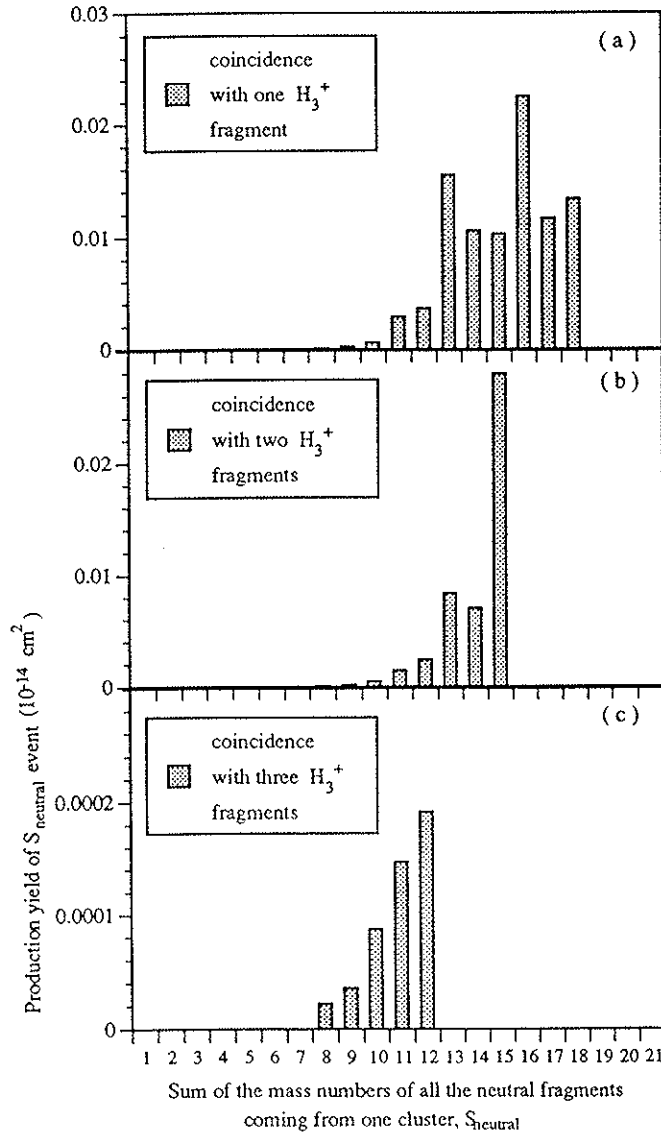 0.03
(a)
coincidence
with one H₃⁺
fragment
0.02
0.01
0
(b)
coincidence
with two H₃⁺
fragments
0.02
0.01
0
(c)
coincidence
with three H₃⁺
fragments
0.0002
0.0001
0
Production yield of Sneutral event (10⁻¹⁴ cm²)
1 2 3 4 5 6 7 8 9 10 11 12 13 14 15 16 17 18 19 20 21
Sum of the mass numbers of all the neutral fragments
coming from one cluster, Sneutral